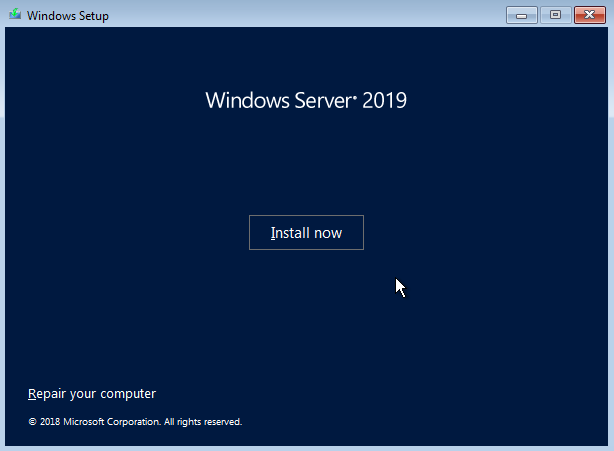 Windows Setup
Windows Server® 2019
Install now
Repair your computer
© 2018 Microsoft Corporation. All rights reserved.